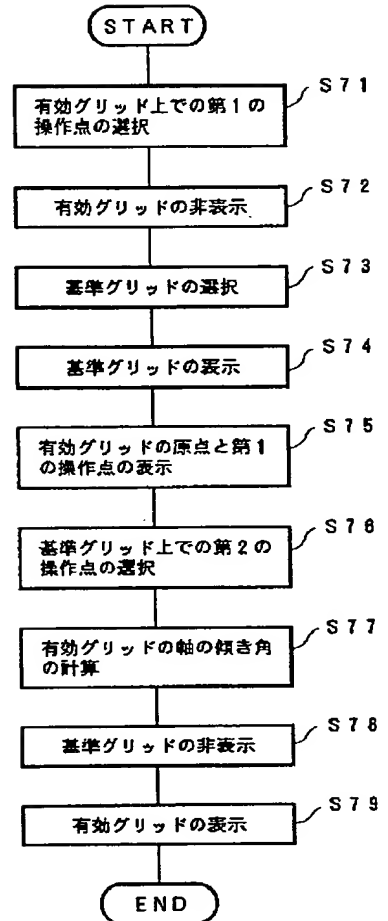 START
S71
有効グリッド上での第1の
操作点の選択
S72
有効グリッドの非表示
S73
基準グリッドの選択
S74
基準グリッドの表示
S75
有効グリッドの原点と第1
の操作点の表示
S76
基準グリッド上での第2の
操作点の選択
S77
有効グリッドの軸の傾き角
の計算
S78
基準グリッドの非表示
S79
有効グリッドの表示
END